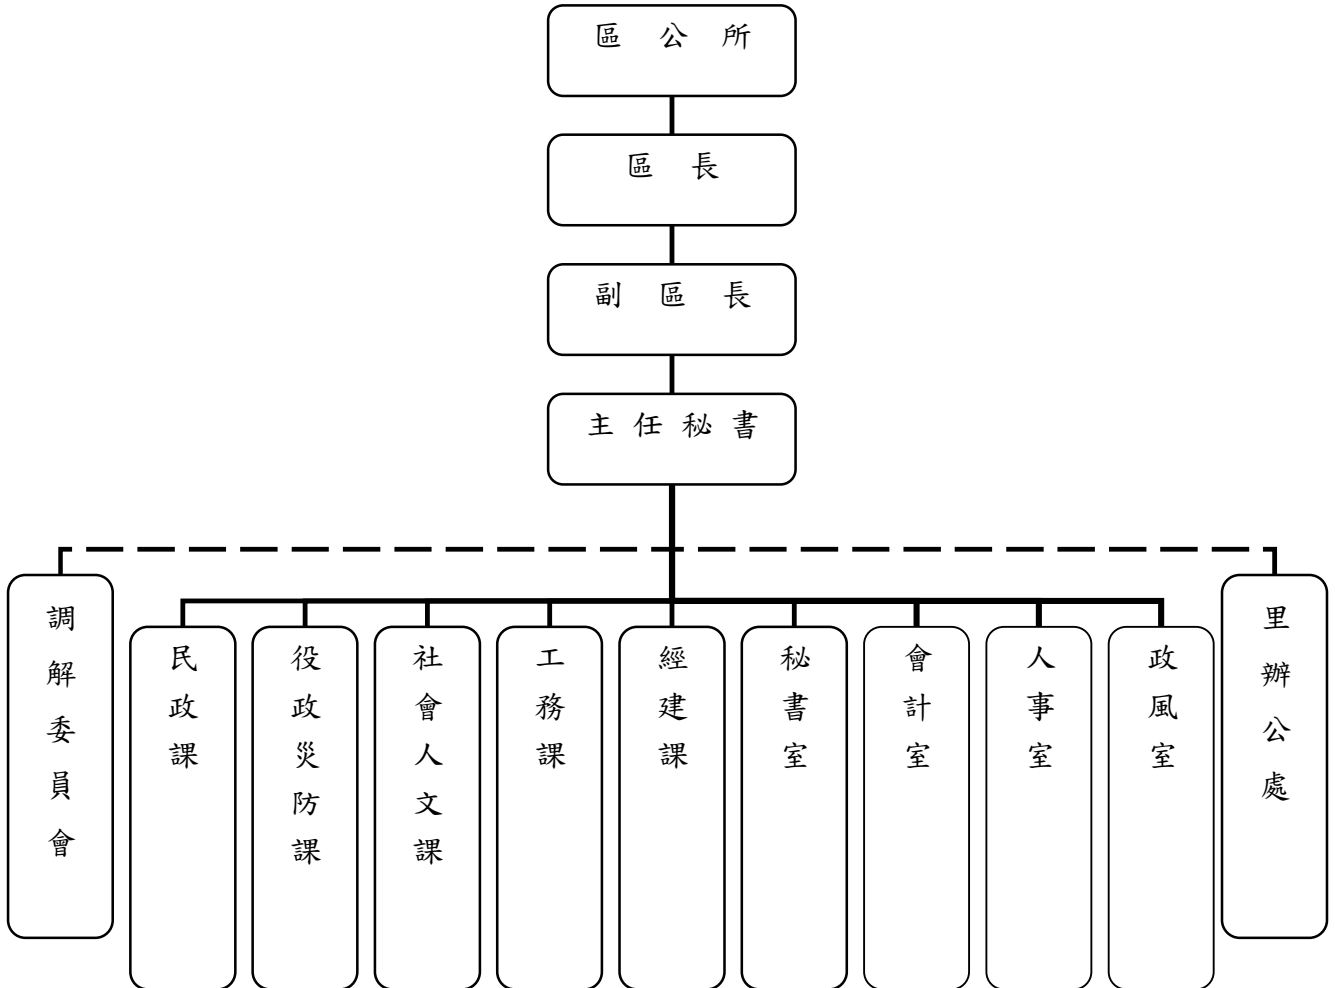 區公所
區長
副區長
主任秘書
調解委員會
民政課
役政災防課
社會人文課
工務課
經建課
秘書室
會計室
人事室
政風室
里辦公處